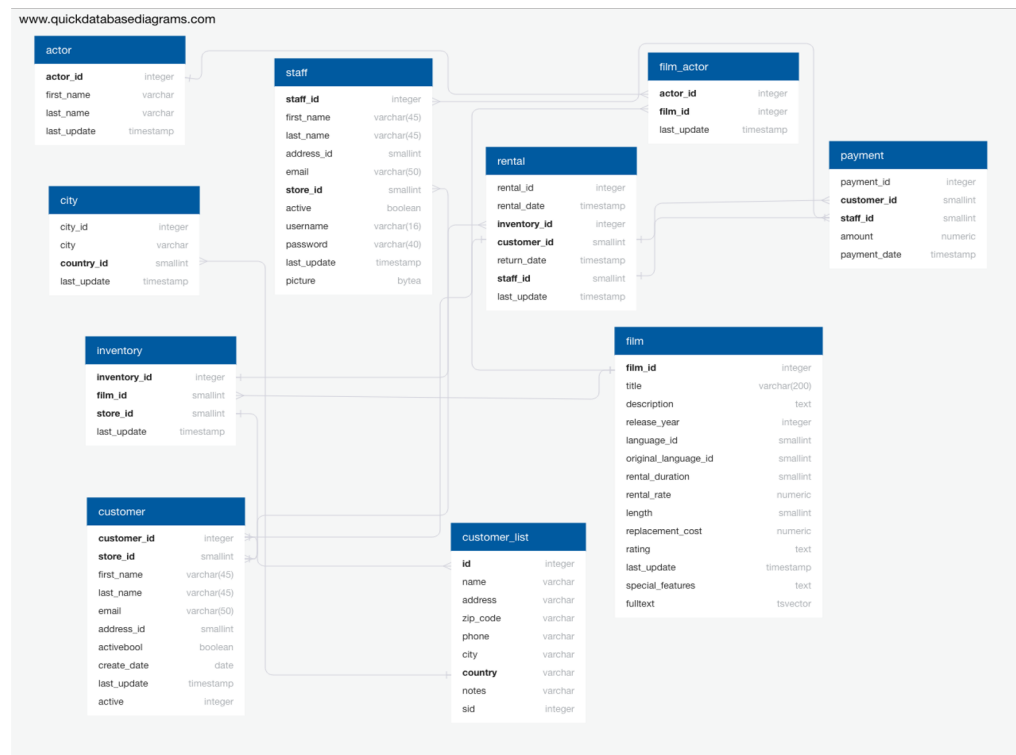 www.quickdatabasediagrams.com
actor
actor_id integer
first_name varchar
last_name varchar
last_update timestamp
staff
staff_id integer
first_name varchar(45)
last_name varchar(45)
address_id smallint
email varchar(50)
store_id smallint
active boolean
username varchar(16)
password varchar(40)
last_update timestamp
picture bytea
film_actor
actor_id integer
film_id integer
last_update timestamp
rental
rental_id integer
rental_date timestamp
inventory_id integer
customer_id smallint
return_date timestamp
staff_id smallint
last_update timestamp
payment
payment_id integer
customer_id smallint
staff_id smallint
amount numeric
payment_date timestamp
city
city_id integer
city varchar
country_id smallint
last_update timestamp
inventory
inventory_id integer
film_id smallint
store_id smallint
last_update timestamp
film
film_id integer
title varchar(200)
description text
release_year integer
language_id smallint
original_language_id smallint
rental_duration smallint
rental_rate numeric
length smallint
replacement_cost numeric
rating text
last_update timestamp
special_features text
fulltext tsvector
customer
customer_id integer
store_id smallint
first_name varchar(45)
last_name varchar(45)
email varchar(50)
address_id smallint
activebool boolean
create_date date
last_update timestamp
active integer
customer_list
id integer
name varchar
address varchar
zip_code varchar
phone varchar
city varchar
country varchar
notes varchar
sid integer